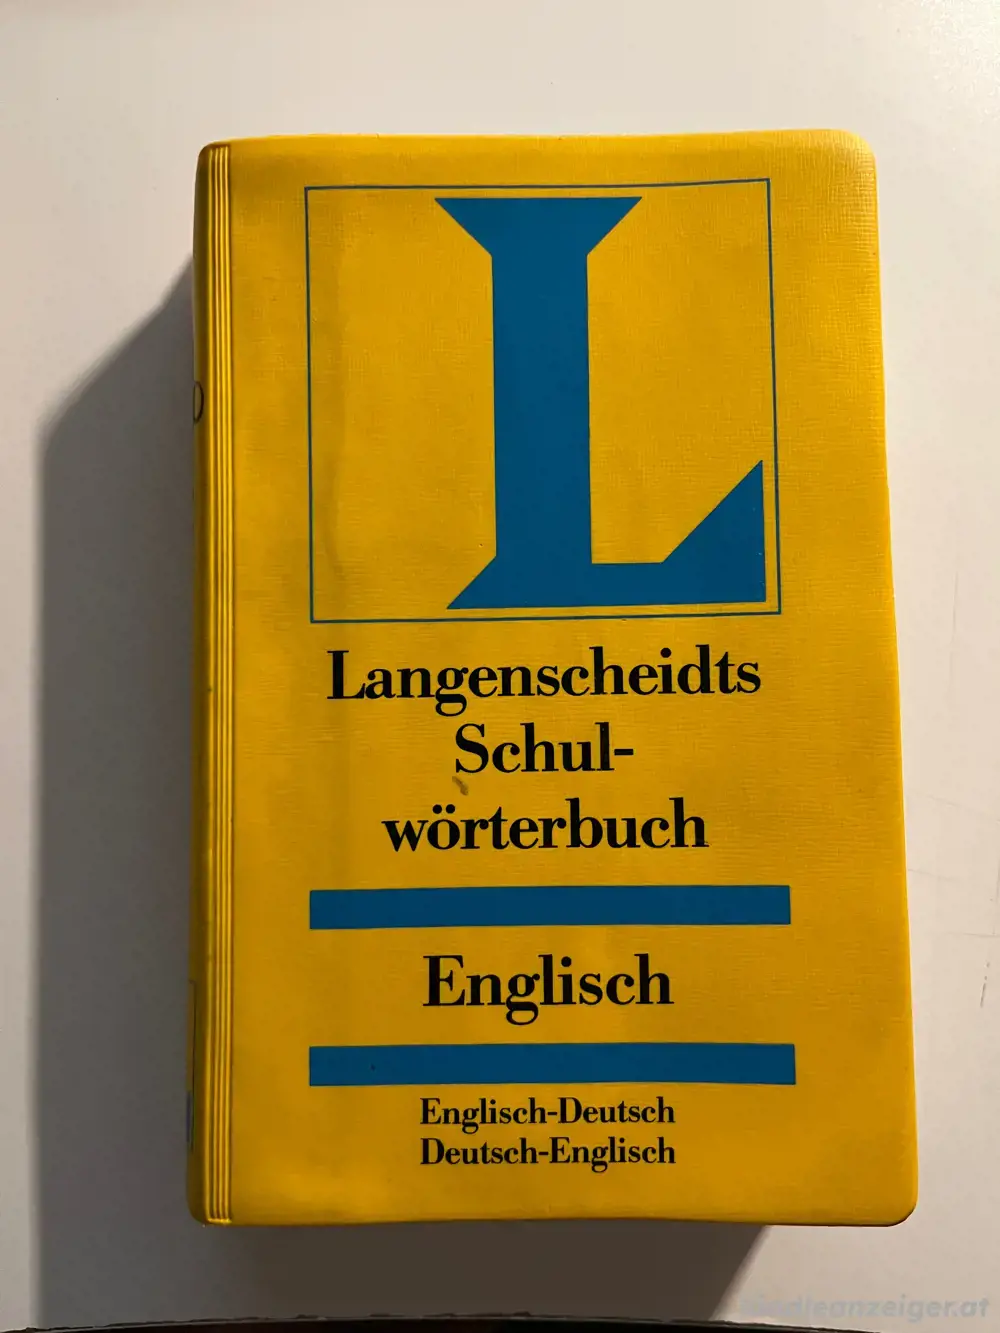 L
Langenscheidts
Schul-
wörterbuch
Englisch
Englisch-Deutsch
Deutsch-Englisch